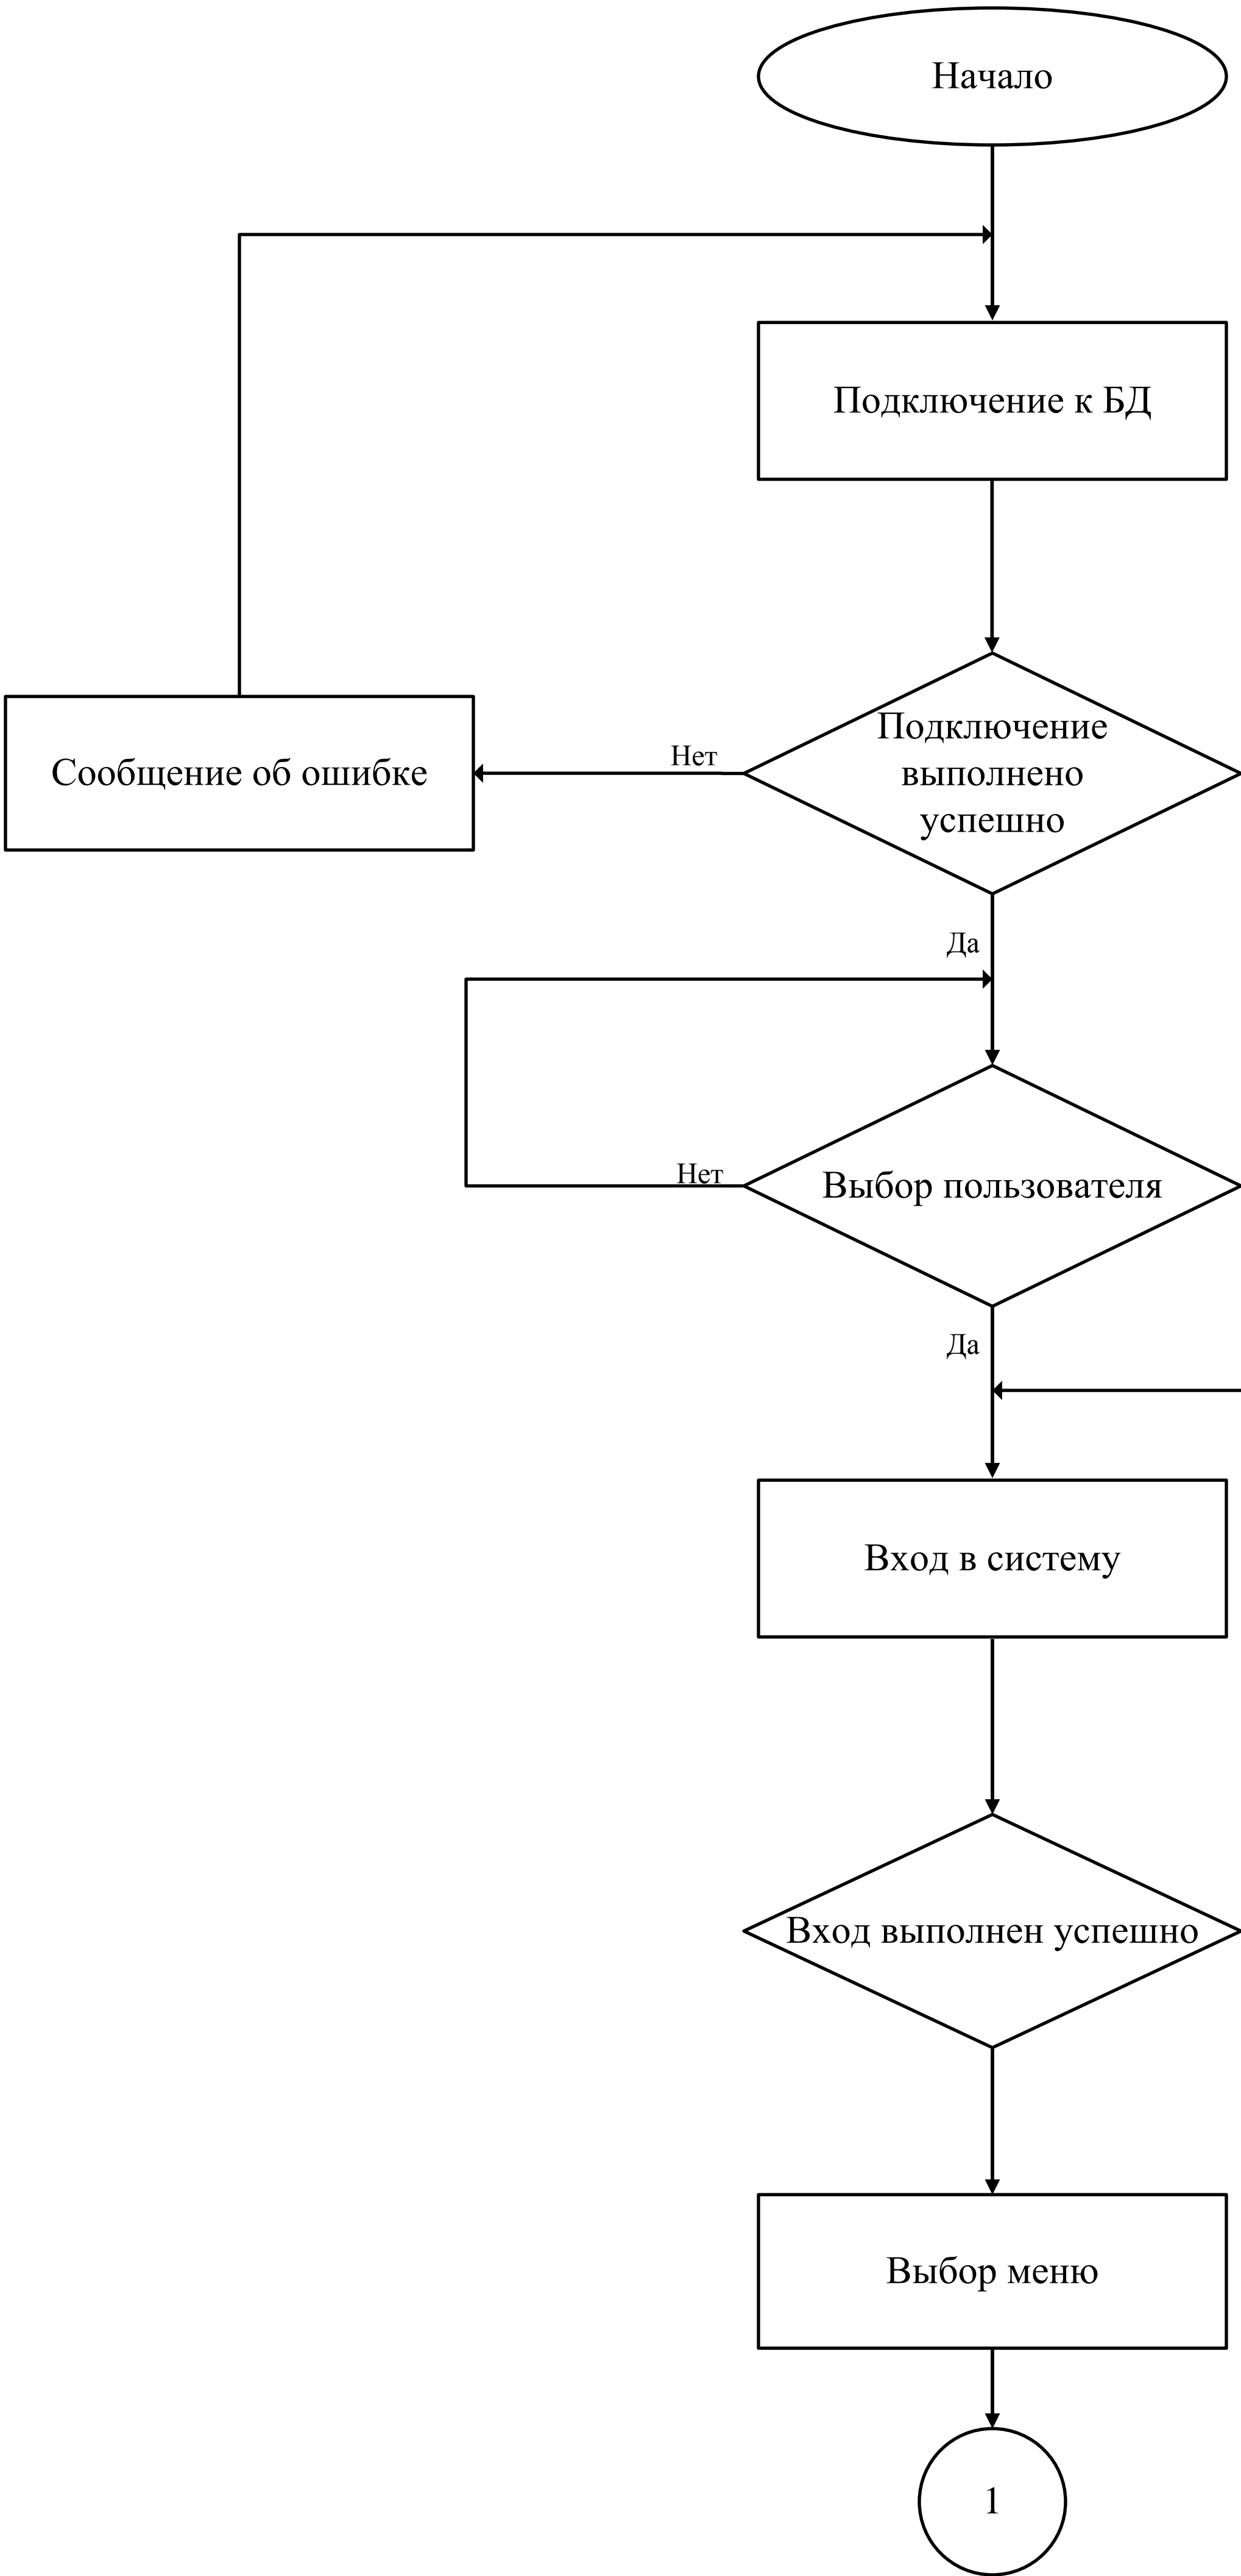 Начало
Подключение к БД
Подключение
выполнено
успешно
Нет
Сообщение об ошибке
Да
Выбор пользователя
Нет
Да
Вход в систему
Вход выполнен успешно
Выбор меню
1